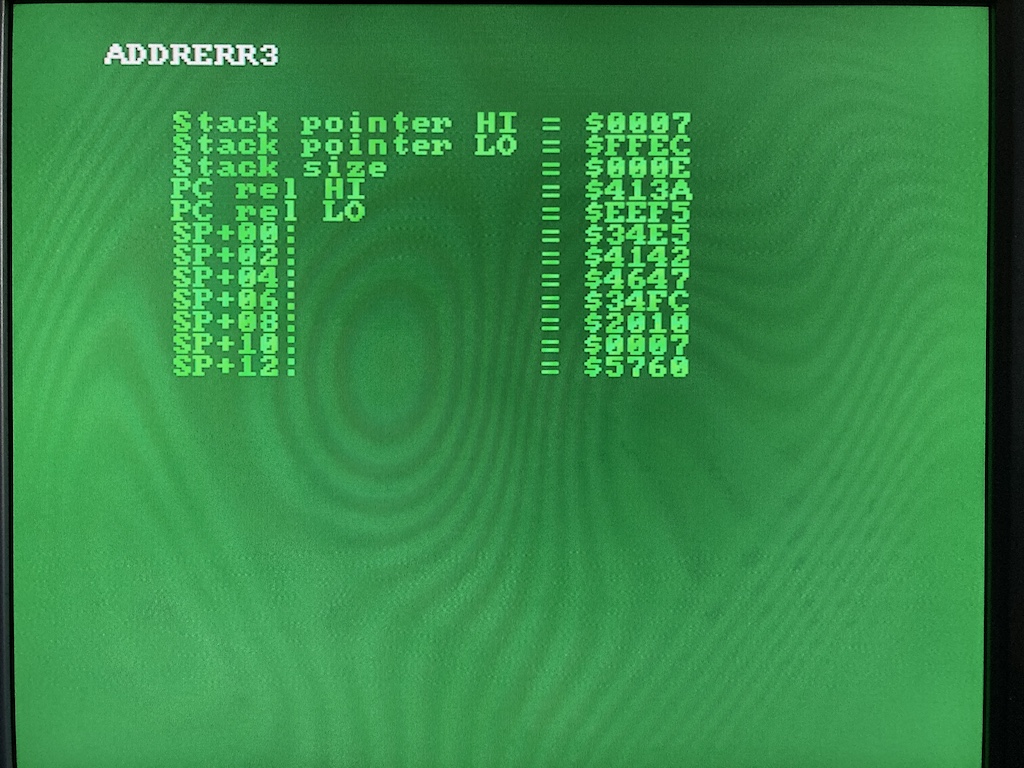 ADDRERR3
Stack pointer HI = $0007
Stack pointer LO = $FFEC
Stack size = $000E
PC rel HI = $413A
PC rel LO = $EEF5
SP+00: = $34E5
SP+02: = $4142
SP+04: = $4647
SP+06: = $34FC
SP+08: = $2010
SP+10: = $0007
SP+12: = $5760